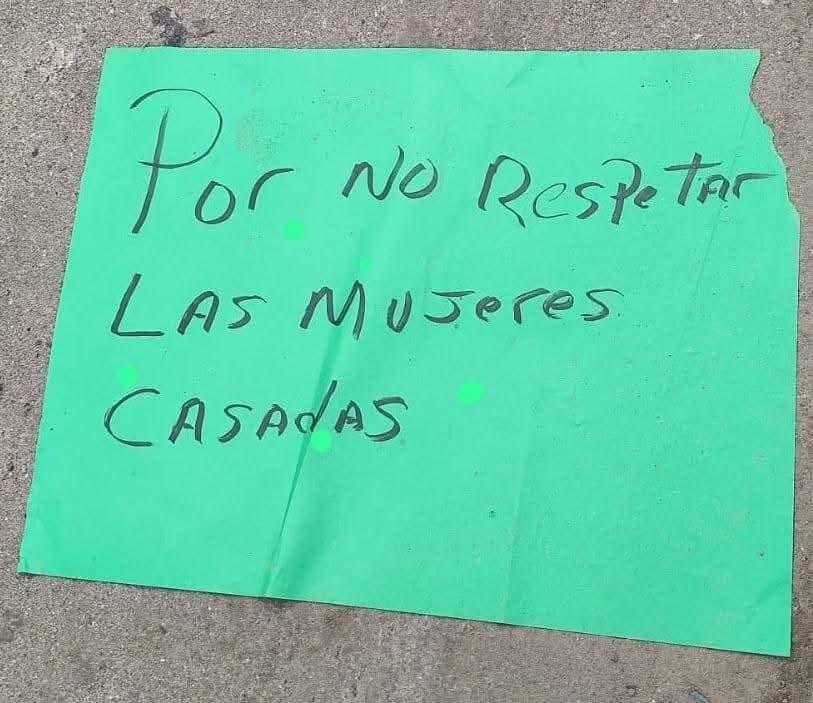 Por NO RespeTar
LAS MUJeres
CASAdAS